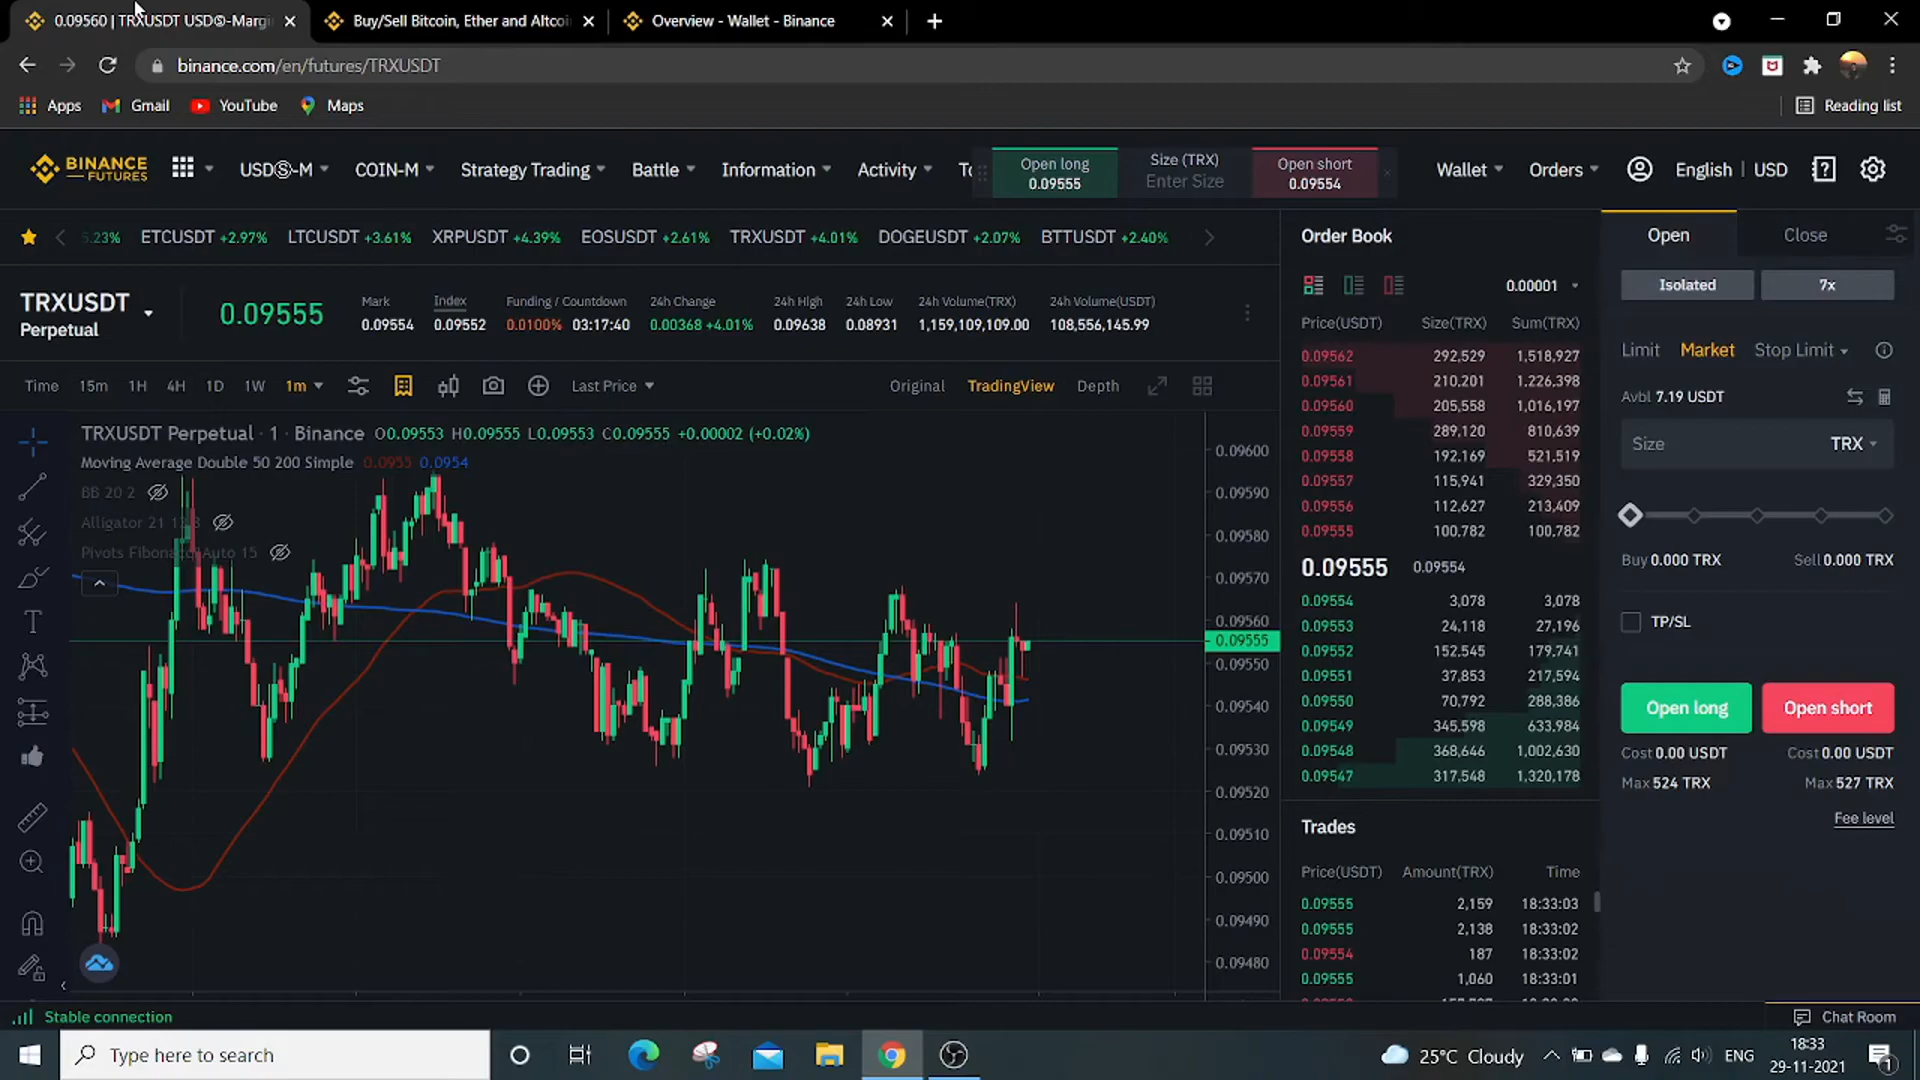 0.09560 | TRXUSDT USDⓈ-Margi
Buy/Sell Bitcoin, Ether and Altcoi
Overview - Wallet - Binance
binance.com/en/futures/TRXUSDT
Apps
Gmail
YouTube
Maps
Reading list
BINANCE FUTURES
USDⓈ-M
COIN-M
Strategy Trading
Battle
Information
Activity
Open long
0.09555
Size (TRX)
Enter Size
Open short
0.09554
Wallet
Orders
English
USD
5.23%
ETCUSDT +2.97%
LTCUSDT +3.61%
XRPUSDT +4.39%
EOSUSDT +2.61%
TRXUSDT +4.01%
DOGEUSDT +2.07%
BTTUSDT +2.40%
TRXUSDT
Perpetual
0.09555
Mark
0.09554
Index
0.09552
Funding / Countdown
0.0100% 03:17:40
24h Change
0.00368 +4.01%
24h High
0.09638
24h Low
0.08931
24h Volume(TRX)
1,159,109,109.00
24h Volume(USDT)
108,556,145.99
Time 15m 1H 4H 1D 1W 1m
Last Price
Original TradingView Depth
TRXUSDT Perpetual · 1 · Binance O0.09553 H0.09555 L0.09553 C0.09555 +0.00002 (+0.02%)
Moving Average Double 50 200 Simple 0.0955 0.0954
BB 20 2
Alligator 21 13 8
Pivots Fibonacci Auto 15
0.09600
0.09590
0.09580
0.09570
0.09560
0.09555
0.09550
0.09540
0.09530
0.09520
0.09510
0.09500
0.09490
0.09480
Order Book
0.00001
Price(USDT) Size(TRX) Sum(TRX)
0.09562 292,529 1,518,927
0.09561 210,201 1,226,398
0.09560 205,558 1,016,197
0.09559 289,120 810,639
0.09558 192,169 521,519
0.09557 115,941 329,350
0.09556 112,627 213,409
0.09555 100,782 100,782
0.09555 0.09554
0.09554 3,078 3,078
0.09553 24,118 27,196
0.09552 152,545 179,741
0.09551 37,853 217,594
0.09550 70,792 288,386
0.09549 345,598 633,984
0.09548 368,646 1,002,630
0.09547 317,548 1,320,178
Trades
Price(USDT) Amount(TRX) Time
0.09555 2,159 18:33:03
0.09555 2,138 18:33:02
0.09554 187 18:33:02
0.09555 1,060 18:33:01
Open
Close
Isolated
7x
Limit Market Stop Limit
Avbl 7.19 USDT
Size TRX
Buy 0.000 TRX Sell 0.000 TRX
TP/SL
Open long Open short
Cost 0.00 USDT Cost 0.00 USDT
Max 524 TRX Max 527 TRX
Fee level
Stable connection
Chat Room
Type here to search
25°C Cloudy
ENG
18:33
29-11-2021
1